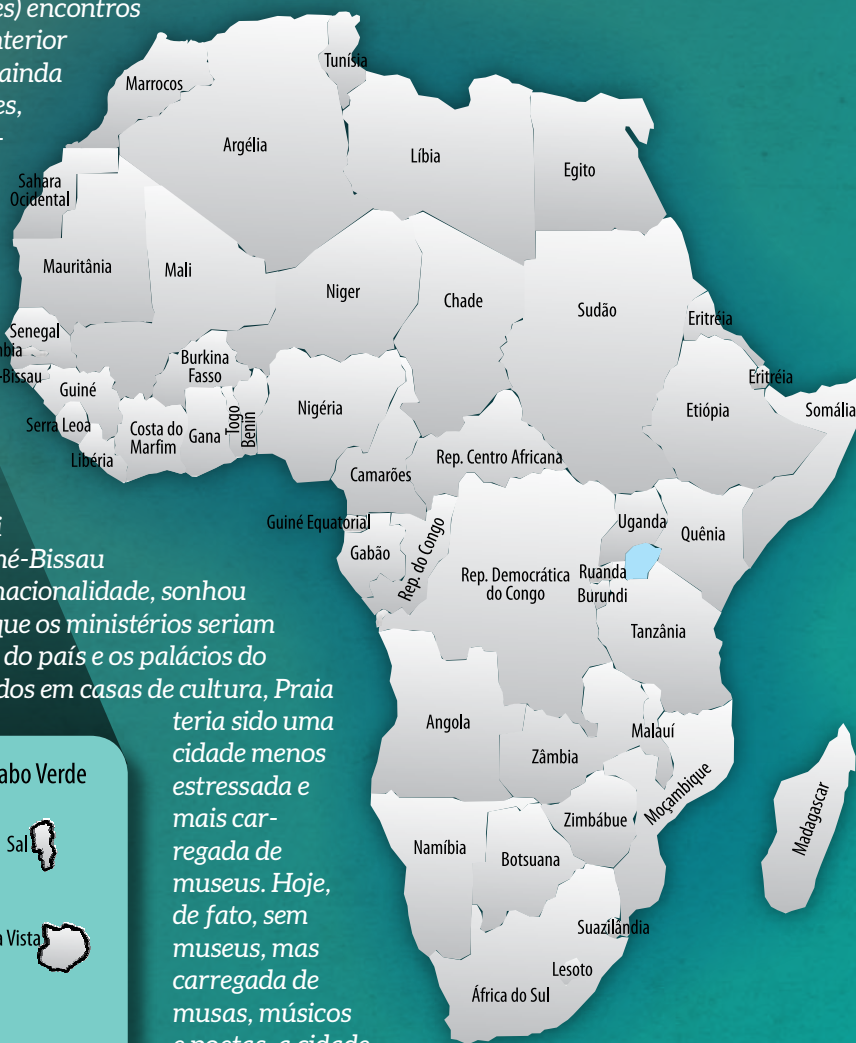 encontros
nterior
ainda
es,
Marrocos
Tunísia
Argélia
Líbia
Egito
Sahara
Ocidental
Mauritânia
Mali
Niger
Chade
Sudão
Eritréia
Senegal
Burkina
Fasso
Eritréia
-Bissau
Guiné
Nigéria
Etiópia
Somália
Serra Leoa
Costa do
Marfim
Gana
Togo
Benin
Libéria
Camarões
Rep. Centro Africana
Guiné Equatorial
Gabão
Rep. do Congo
Rep. Democrática
do Congo
Uganda
Quênia
Ruanda
Burundi
Tanzânia
Angola
Zâmbia
Malauí
Moçambique
Madagascar
Namíbia
Botsuana
Zimbábue
Suazilândia
Lesoto
África do Sul
né-Bissau
nacionalidade, sonhou
que os ministérios seriam
do país e os palácios do
dos em casas de cultura, Praia
teria sido uma
cidade menos
estressada e
mais car-
regada de
museus. Hoje,
de fato, sem
museus, mas
carregada de
musas, músicos
e poetas, a cidade
abo Verde
Sal
a Vista